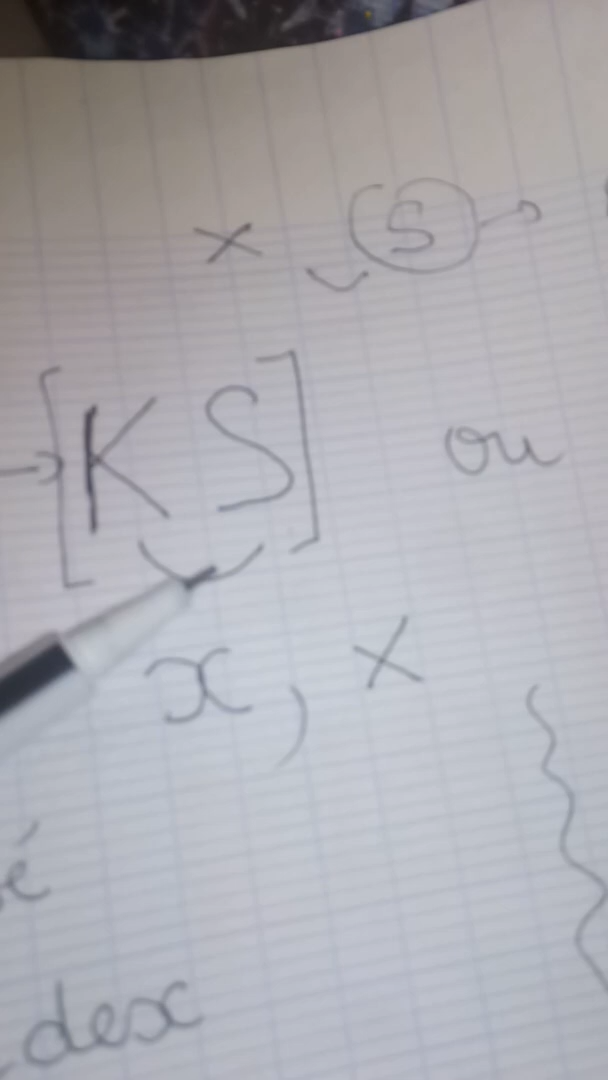 x S →
→ [KS] ou
x, x
é
dex